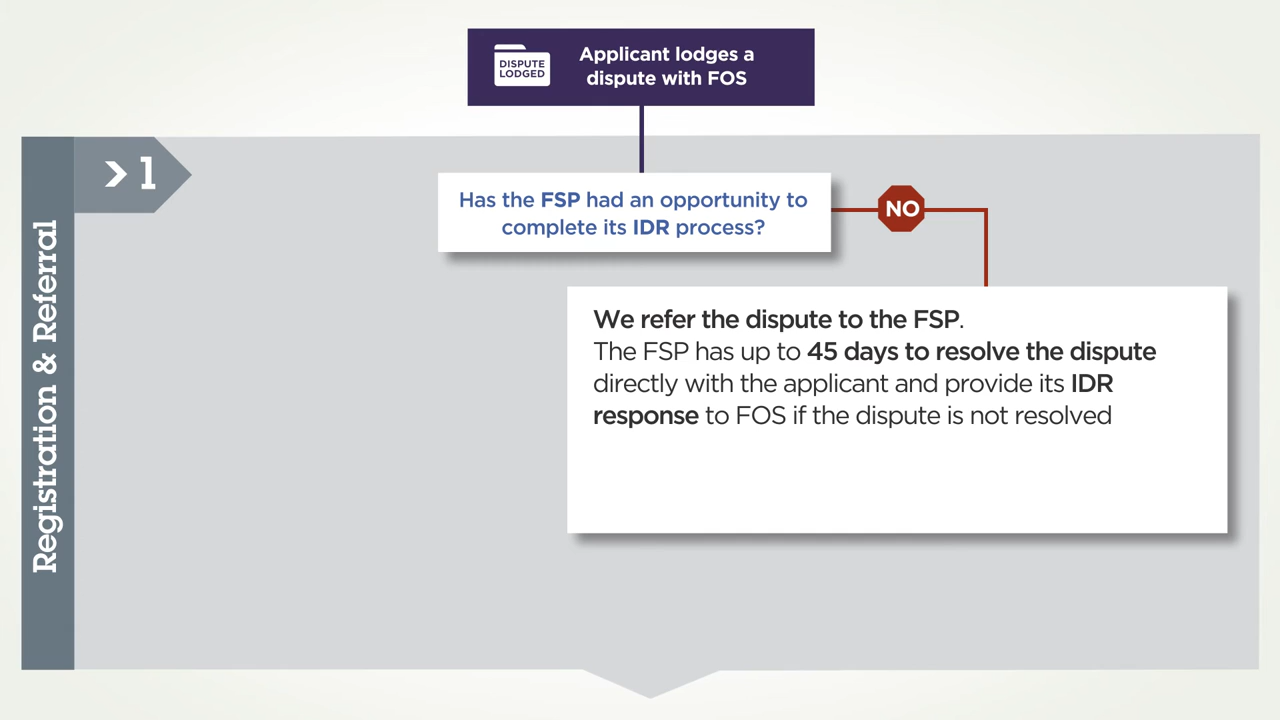 DISPUTE
LODGED
Applicant lodges a
dispute with FOS
> 1
Has the FSP had an opportunity to
complete its IDR process?
NO
Registration & Referral
We refer the dispute to the FSP.
The FSP has up to 45 days to resolve the dispute
directly with the applicant and provide its IDR
response to FOS if the dispute is not resolved